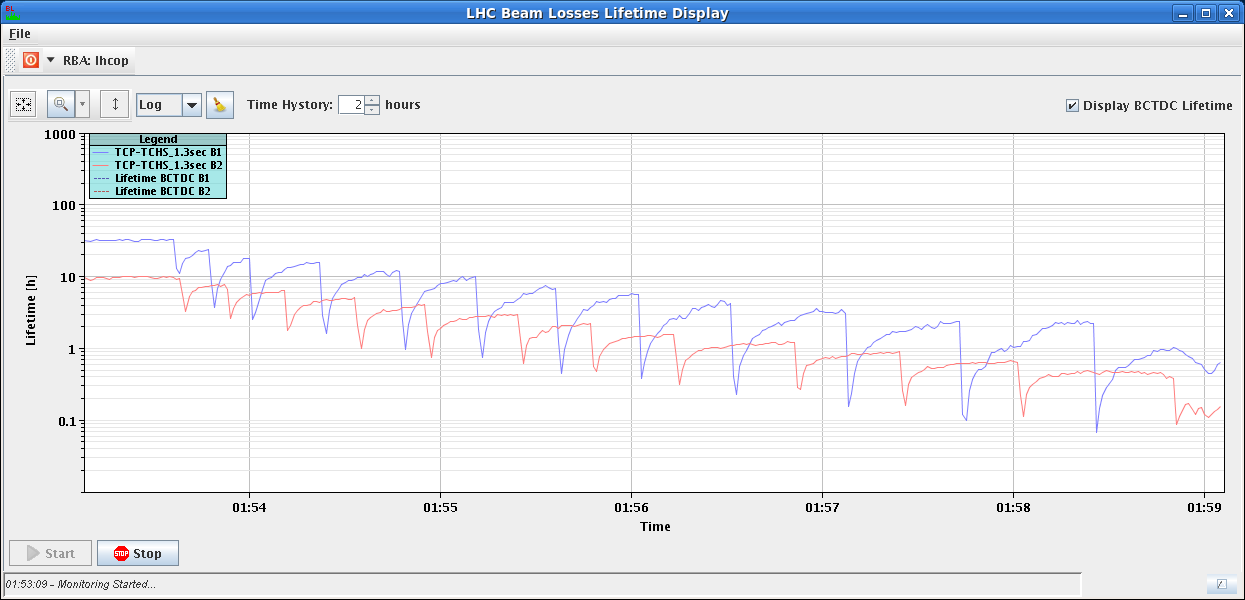 BL
LHC Beam Losses Lifetime Display
File
RBA: lhcop
Log
Time Hystory: 2 hours
Display BCTDC Lifetime
Legend
TCP-TCHS_1.3sec B1
TCP-TCHS_1.3sec B2
Lifetime BCTDC B1
Lifetime BCTDC B2
1000
100
10
1
0.1
Lifetime [h]
01:54 01:55 01:56 01:57 01:58 01:59
Time
Start
STOP Stop
01:53:09 - Monitoring Started...